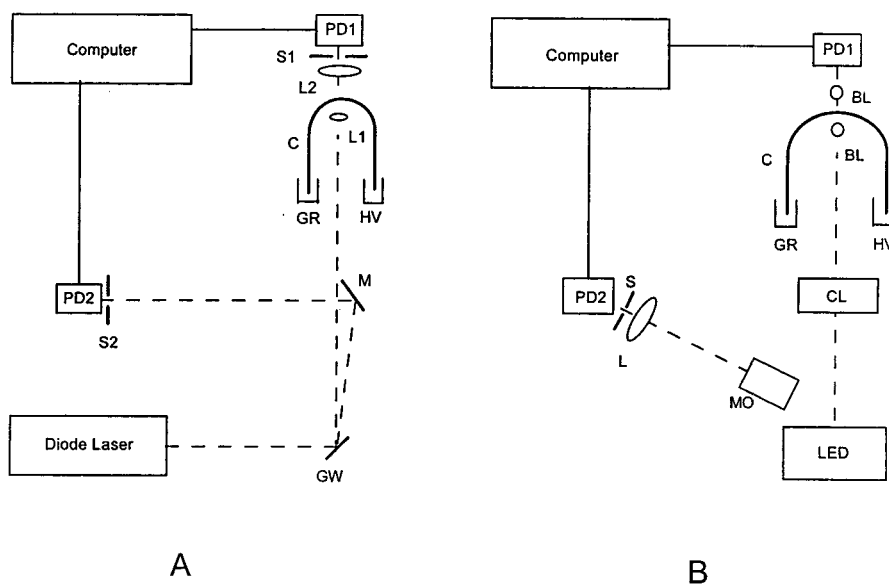 Computer
PD1
S1
L2
C
L1
GR
HV
M
PD2
S2
Diode Laser
GW
A
Computer
PD1
BL
C
BL
GR
HV
S
PD2
CL
L
MO
LED
B